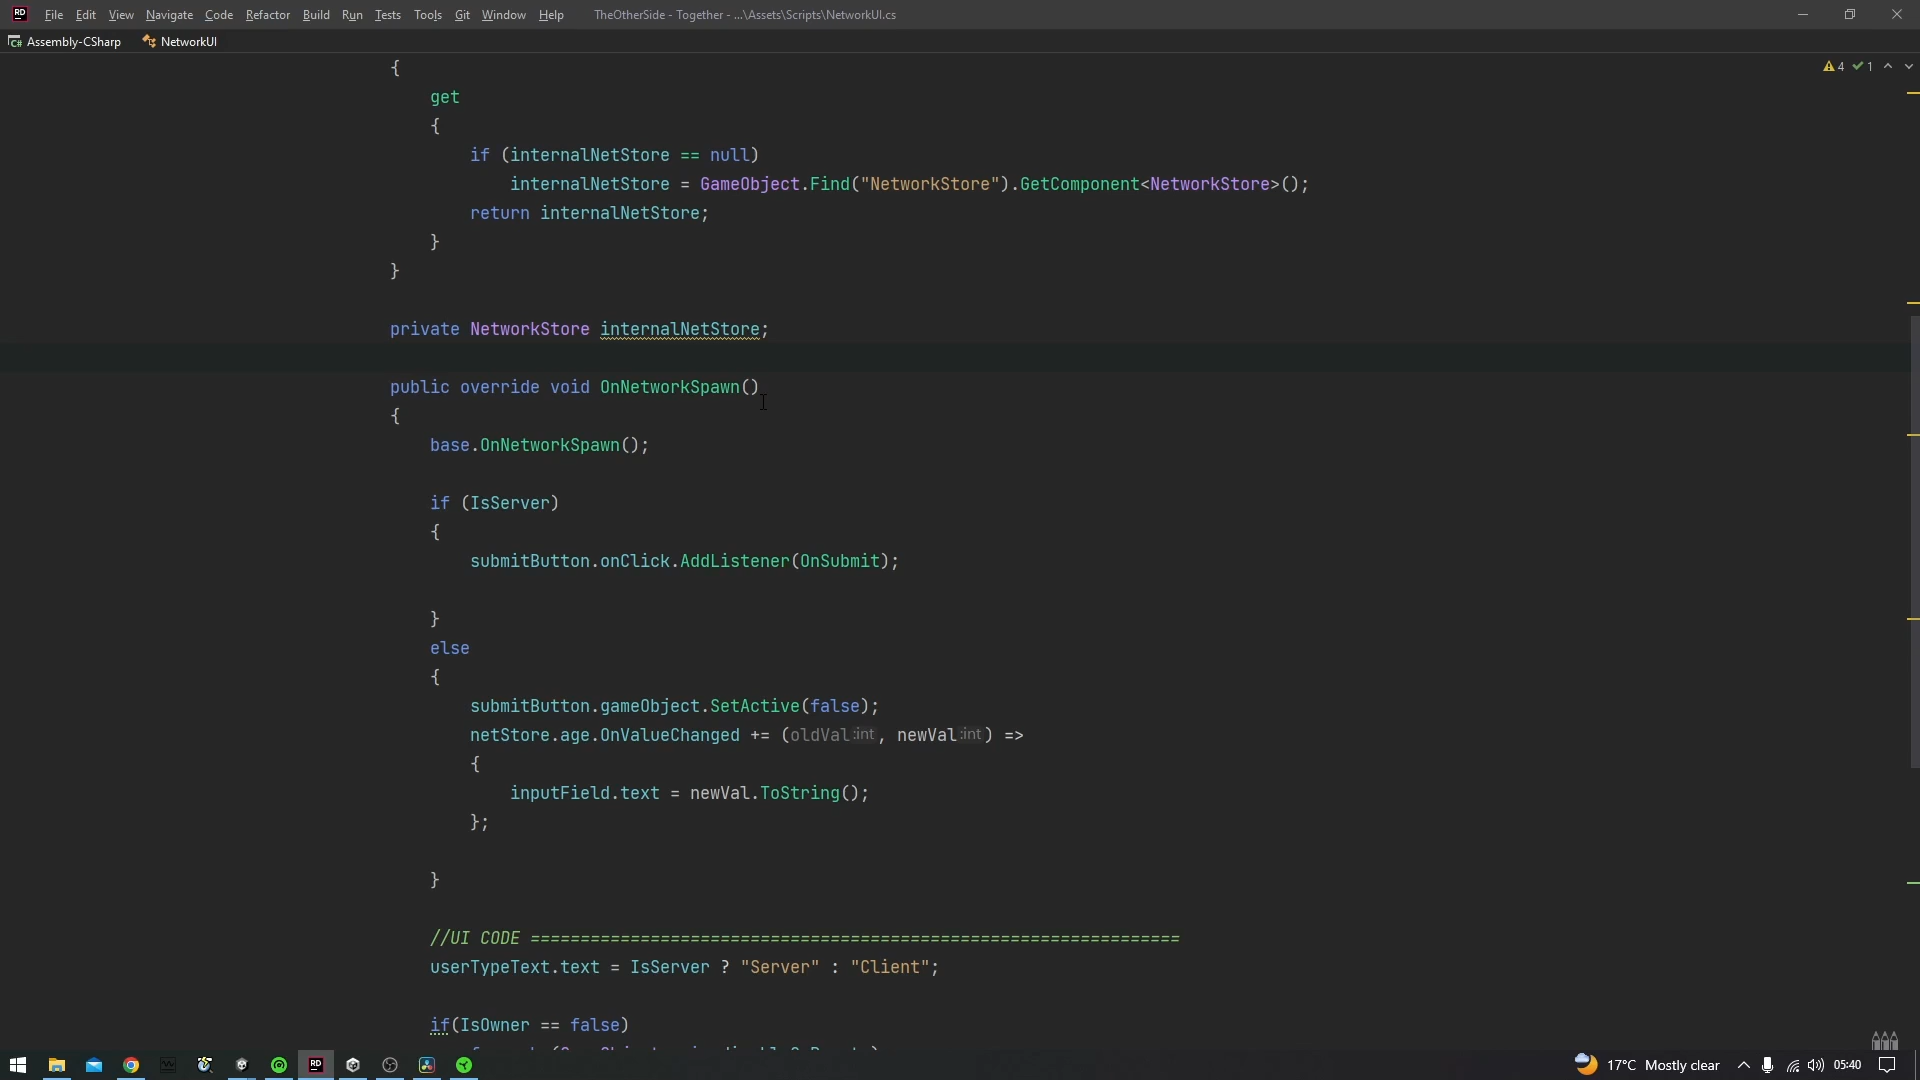 RD File Edit View Navigate Code Refactor Build Run Tests Tools Git Window Help TheOtherSide - Together - ...\Assets\Scripts\NetworkUI.cs
C# Assembly-CSharp NetworkUI
{
4 1
get
{
if (internalNetStore == null)
internalNetStore = GameObject.Find("NetworkStore").GetComponent<NetworkStore>();
return internalNetStore;
}
}
private NetworkStore internalNetStore;
public override void OnNetworkSpawn()
{
base.OnNetworkSpawn();
if (IsServer)
{
submitButton.onClick.AddListener(OnSubmit);
}
else
{
submitButton.gameObject.SetActive(false);
netStore.age.OnValueChanged += (oldVal:int, newVal:int) =>
{
inputField.text = newVal.ToString();
};
}
//UI CODE =================================================================
userTypeText.text = IsServer ? "Server" : "Client";
if(IsOwner == false)
RD 17°C Mostly clear 05:40